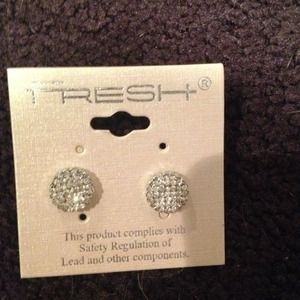 FRESH®
This product complies with
Safety Regulation of
Lead and other components.